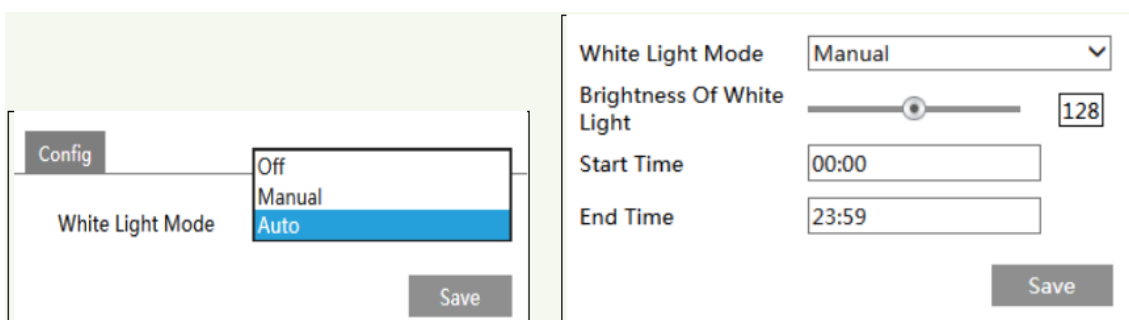 Config
Off
Manual
White Light Mode Auto
Save
White Light Mode Manual
Brightness Of White
Light 128
Start Time 00:00
End Time 23:59
Save